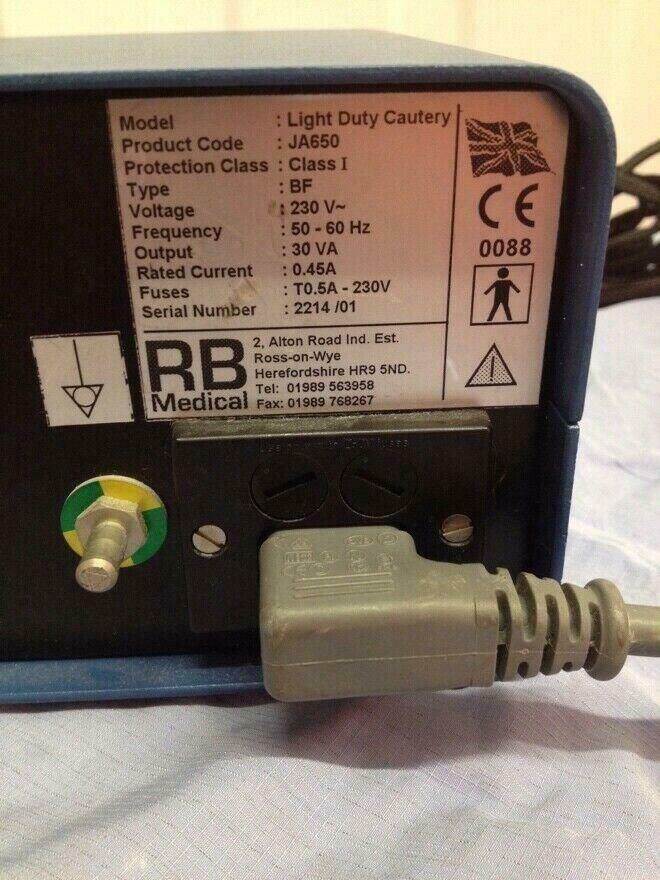 Model : Light Duty Cautery
Product Code : JA650
Protection Class : Class I
Type : BF
Voltage : 230 V~
Frequency : 50 - 60 Hz
Output : 30 VA
Rated Current : 0.45A
Fuses : T0.5A - 230V
Serial Number : 2214 /01
CE
0088
RB
Medical
2, Alton Road Ind. Est.
Ross-on-Wye
Herefordshire HR9 5ND.
Tel: 01989 563958
Fax: 01989 768267